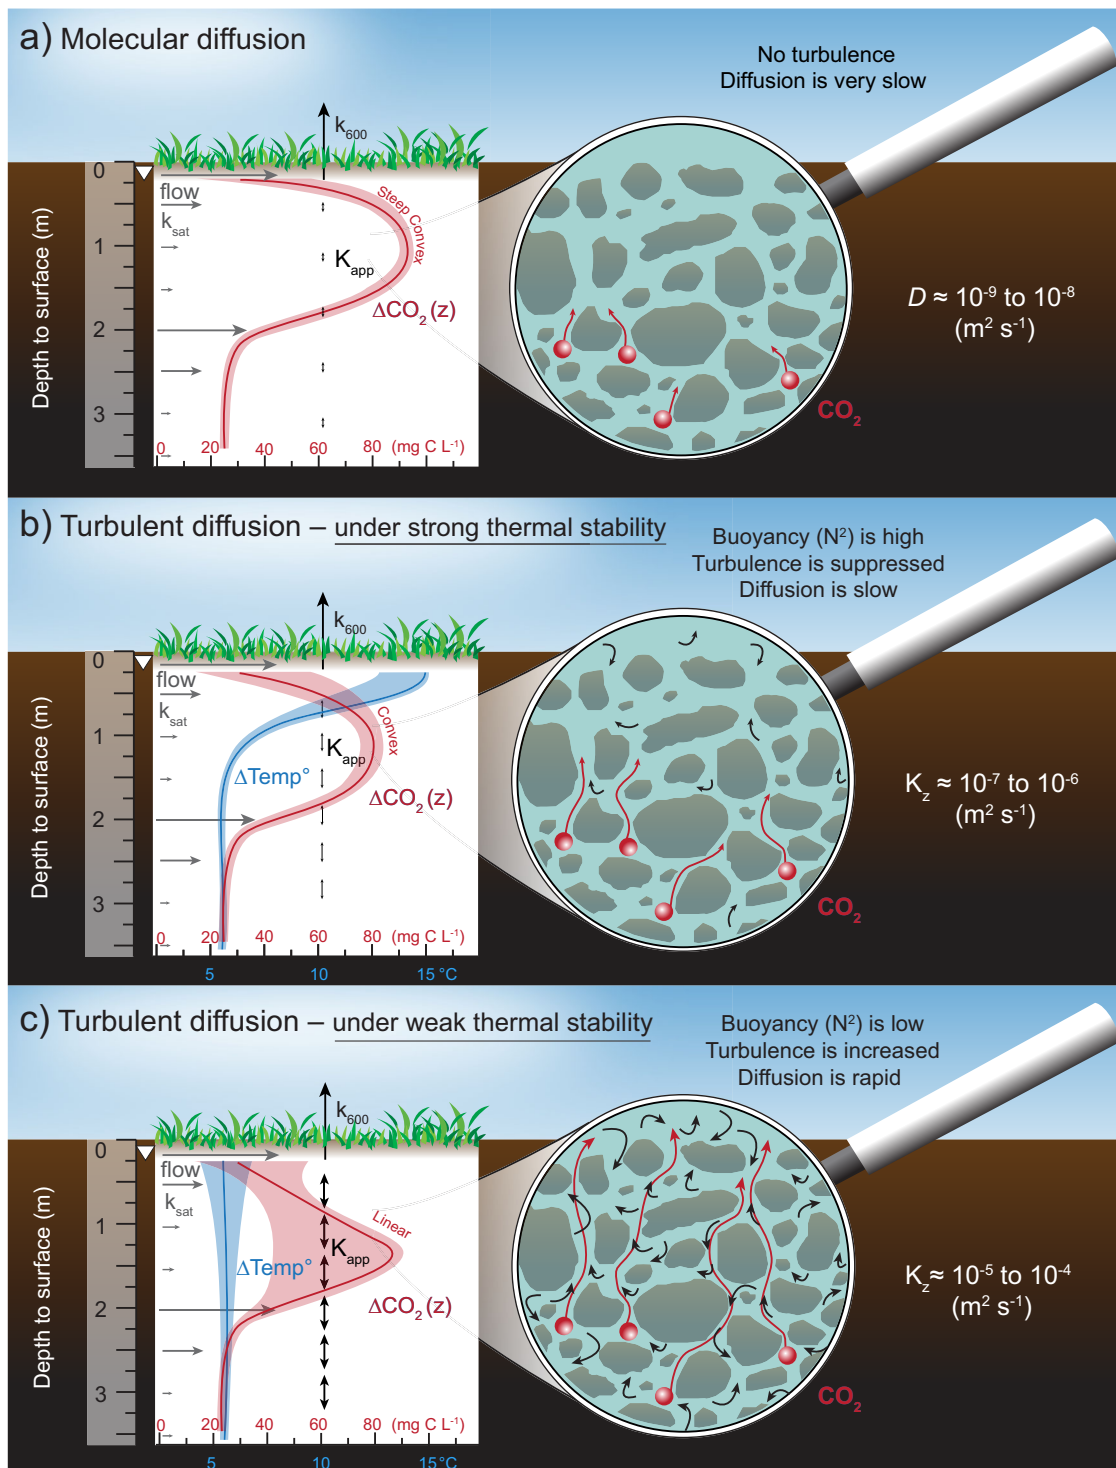 a) Molecular diffusion
No turbulence
Diffusion is very slow
k600
0
flow
ksat
Steep Convex
1
Kapp
ΔCO2(z)
2
3
Depth to surface (m)
0 20 40 60 80 (mg C L-1)
D ≈ 10-9 to 10-8
(m2 s-1)
CO2
b) Turbulent diffusion – under strong thermal stability
Buoyancy (N2) is high
Turbulence is suppressed
Diffusion is slow
k600
0
flow
ksat
Convex
1
Kapp
ΔTemp°
ΔCO2(z)
2
3
Depth to surface (m)
0 20 40 60 80 (mg C L-1)
5 10 15 °C
Kz ≈ 10-7 to 10-6
(m2 s-1)
CO2
c) Turbulent diffusion – under weak thermal stability
Buoyancy (N2) is low
Turbulence is increased
Diffusion is rapid
k600
0
flow
ksat
Linear
1
Kapp
ΔTemp°
ΔCO2(z)
2
3
Depth to surface (m)
0 20 40 60 80 (mg C L-1)
5 10 15 °C
Kz ≈ 10-5 to 10-4
(m2 s-1)
CO2